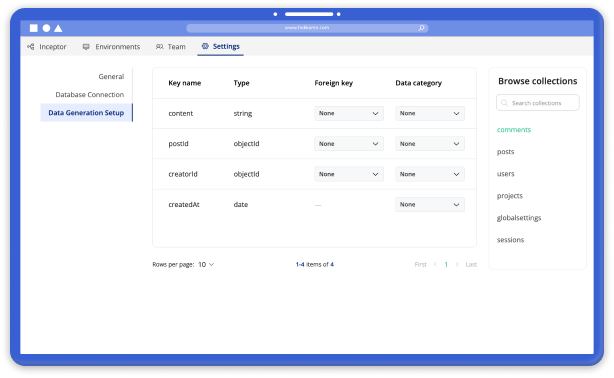 www.hokkomo.com
Inceptor Environments Team Settings
General
Database Connection
Data Generation Setup
Key name Type Foreign key Data category
content string None None
postId objectId None None
creatorId objectId None None
createdAt date — None
Rows per page: 10 1-4 items of 4 First 1 Last
Browse collections
Search collections
comments
posts
users
projects
globalsettings
sessions